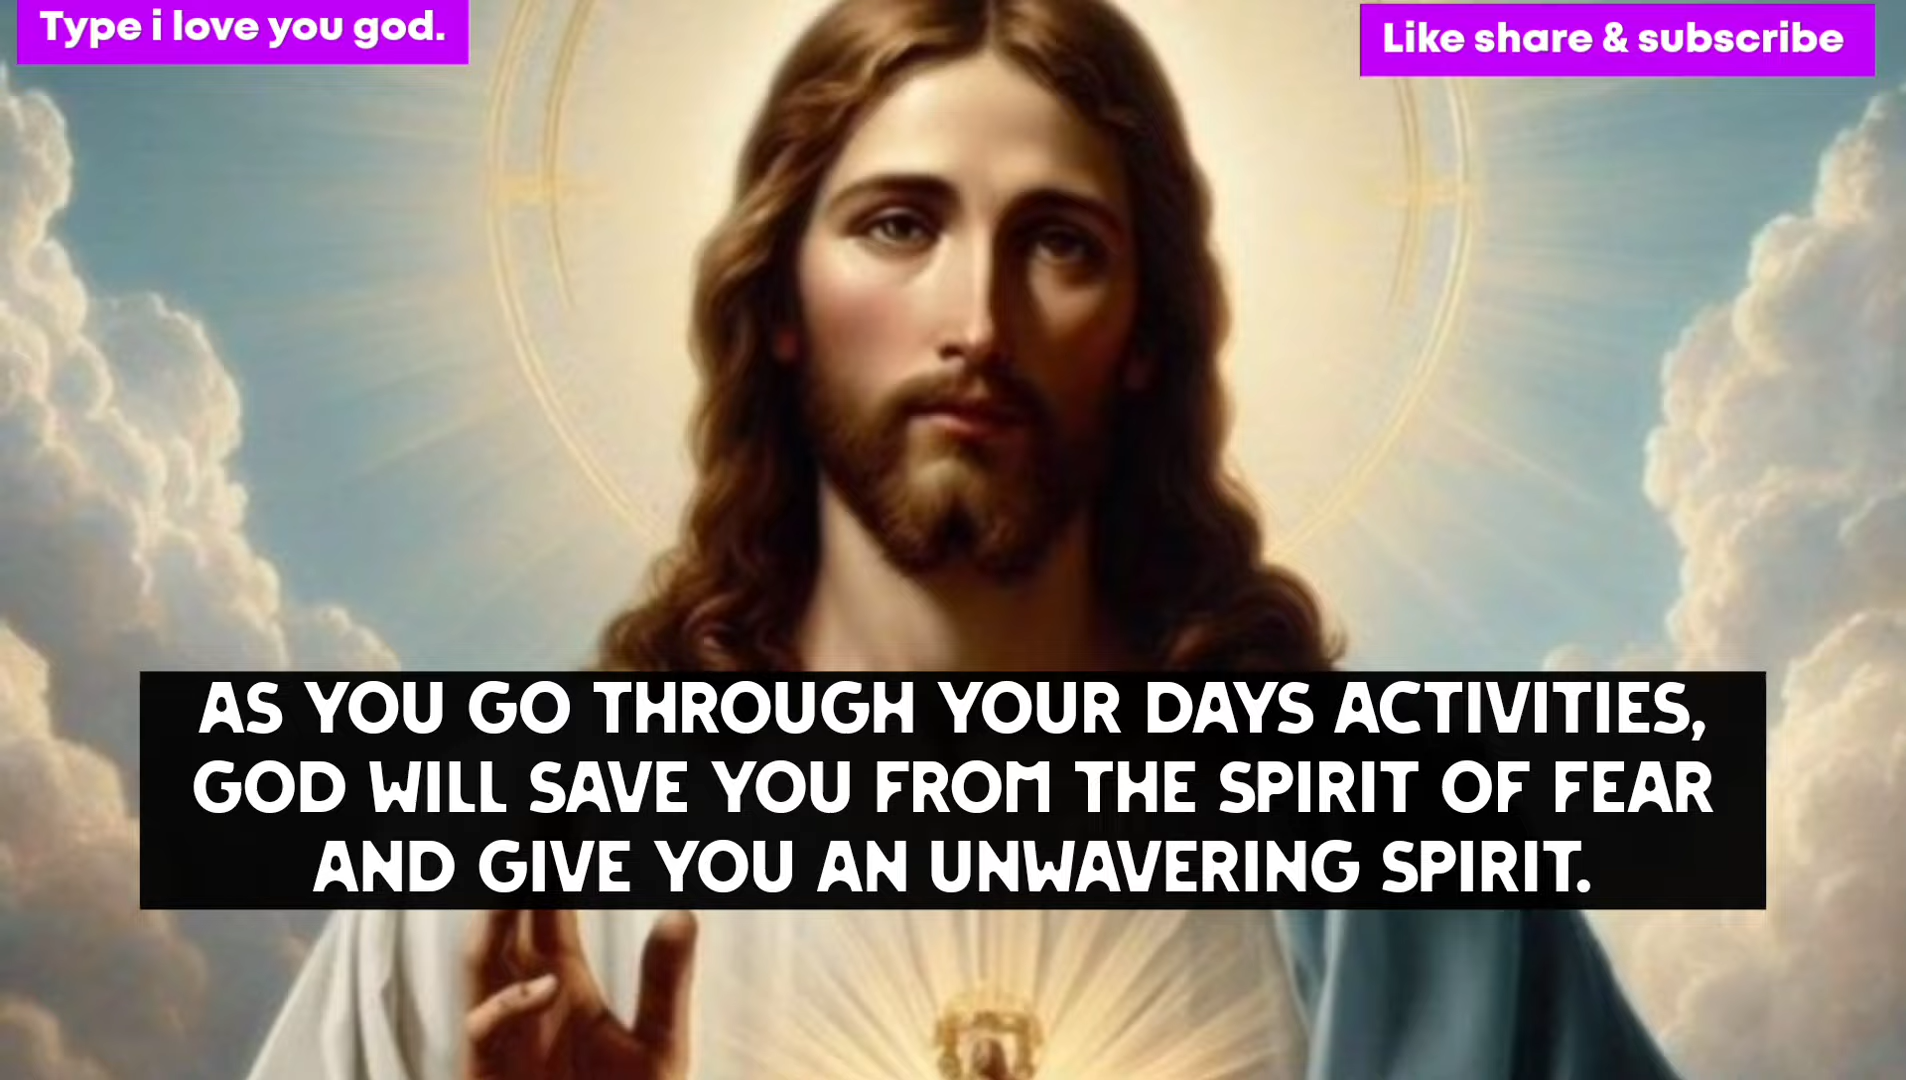 Type i love you god.
Like share & subscribe
AS YOU GO THROUGH YOUR DAYS ACTIVITIES,
GOD WILL SAVE YOU FROM THE SPIRIT OF FEAR
AND GIVE YOU AN UNWAVERING SPIRIT.